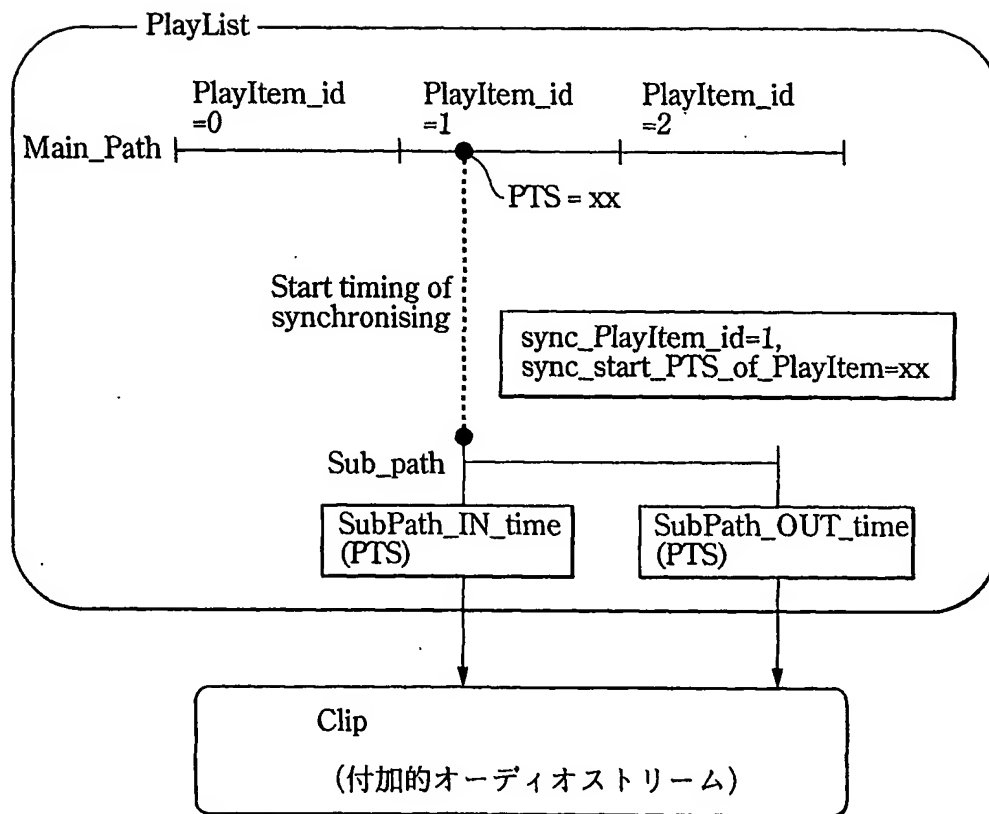 PlayList
PlayItem_id
=0
PlayItem_id
=1
PlayItem_id
=2
Main_Path
PTS = xx
Start timing of
synchronising
sync_PlayItem_id=1,
sync_start_PTS_of_PlayItem=xx
Sub_path
SubPath_IN_time
(PTS)
SubPath_OUT_time
(PTS)
Clip
(付加的オーディオストリーム)